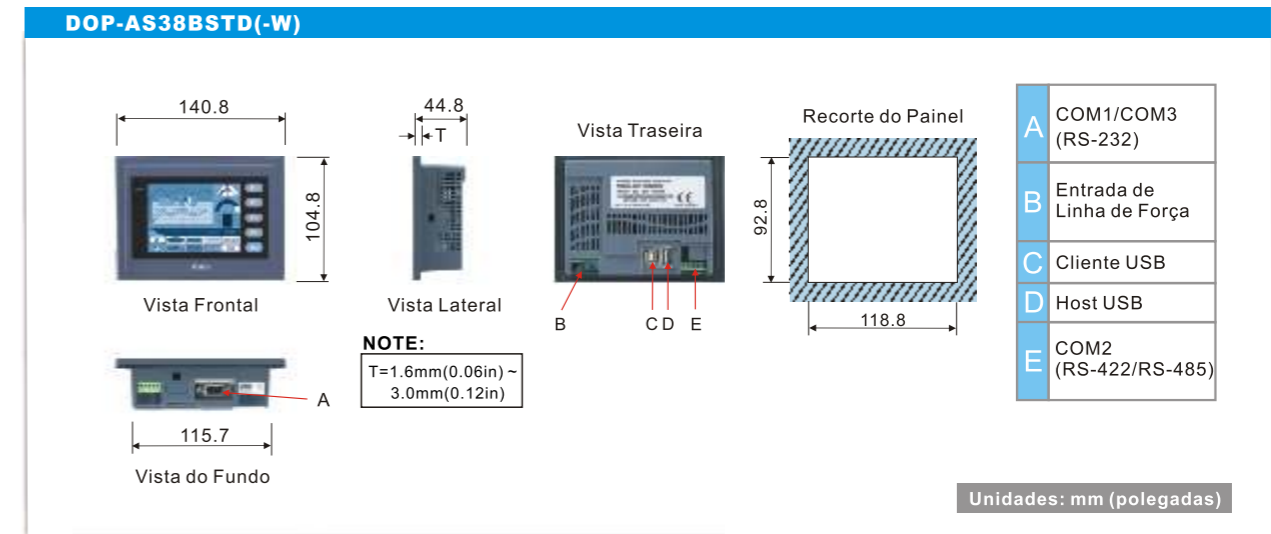 DOP-AS38BSTD(-W)
140.8
104.8
Vista Frontal
44.8
T
Vista Lateral
NOTE:
T=1.6mm(0.06in) ~
3.0mm(0.12in)
Vista Traseira
B
C D
E
Recorte do Painel
92.8
118.8
A
COM1/COM3
(RS-232)
B
Entrada de
Linha de Força
C
Cliente USB
D
Host USB
E
COM2
(RS-422/RS-485)
A
115.7
Vista do Fundo
Unidades: mm (polegadas)